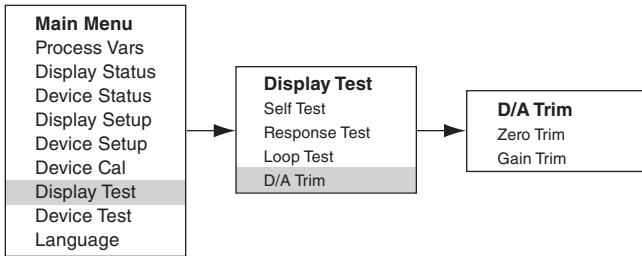 Main Menu
Process Vars
Display Status
Device Status
Display Setup
Device Setup
Device Cal
Display Test
Device Test
Language
Display Test
Self Test
Response Test
Loop Test
D/A Trim
D/A Trim
Zero Trim
Gain Trim